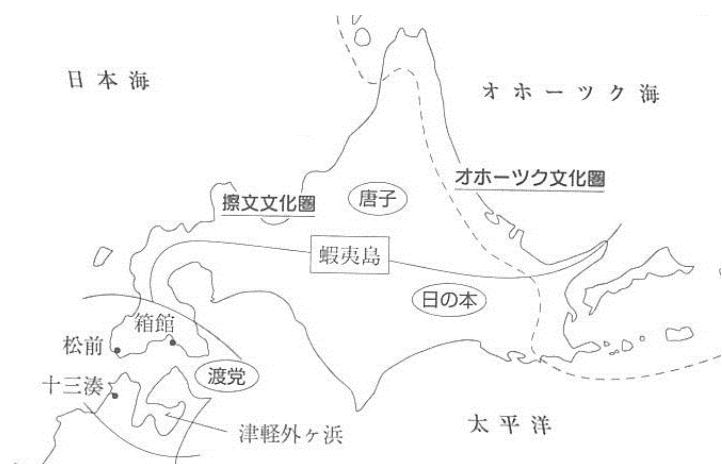 日本海
オホーツク海
オホーツク文化圏
擦文文化圏
唐子
蝦夷島
日の本
箱館
松前
渡党
十三湊
津軽外ヶ浜
太平洋